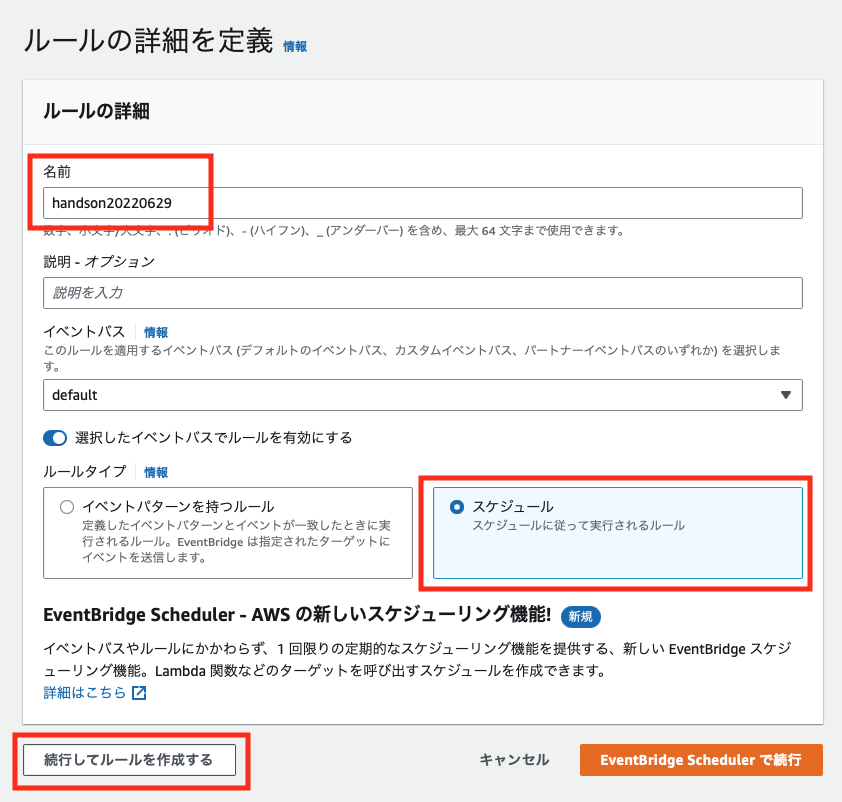 ルールの詳細を定義 情報
ルールの詳細
名前
handson20220629
数字、小文字/大文字、. (ピリオド)、- (ハイフン)、_ (アンダーバー) を含め、最大 64 文字まで使用できます。
説明 - オプション
説明を入力
イベントバス 情報
このルールを適用するイベントバス (デフォルトのイベントバス、カスタムイベントバス、パートナーイベントバスのいずれか) を選択しま
す。
default
選択したイベントバスでルールを有効にする
ルールタイプ 情報
イベントパターンを持つルール
定義したイベントパターンとイベントが一致したときに実
行されるルール。EventBridge は指定されたターゲットに
イベントを送信します。
スケジュール
スケジュールに従って実行されるルール
EventBridge Scheduler - AWS の新しいスケジューリング機能! 新規
イベントバスやルールにかかわらず、1 回限りの定期的なスケジューリング機能を提供する、新しい EventBridge スケジ
ューリング機能。Lambda 関数などのターゲットを呼び出すスケジュールを作成できます。
詳細はこちら
続行してルールを作成する キャンセル EventBridge Scheduler で続行